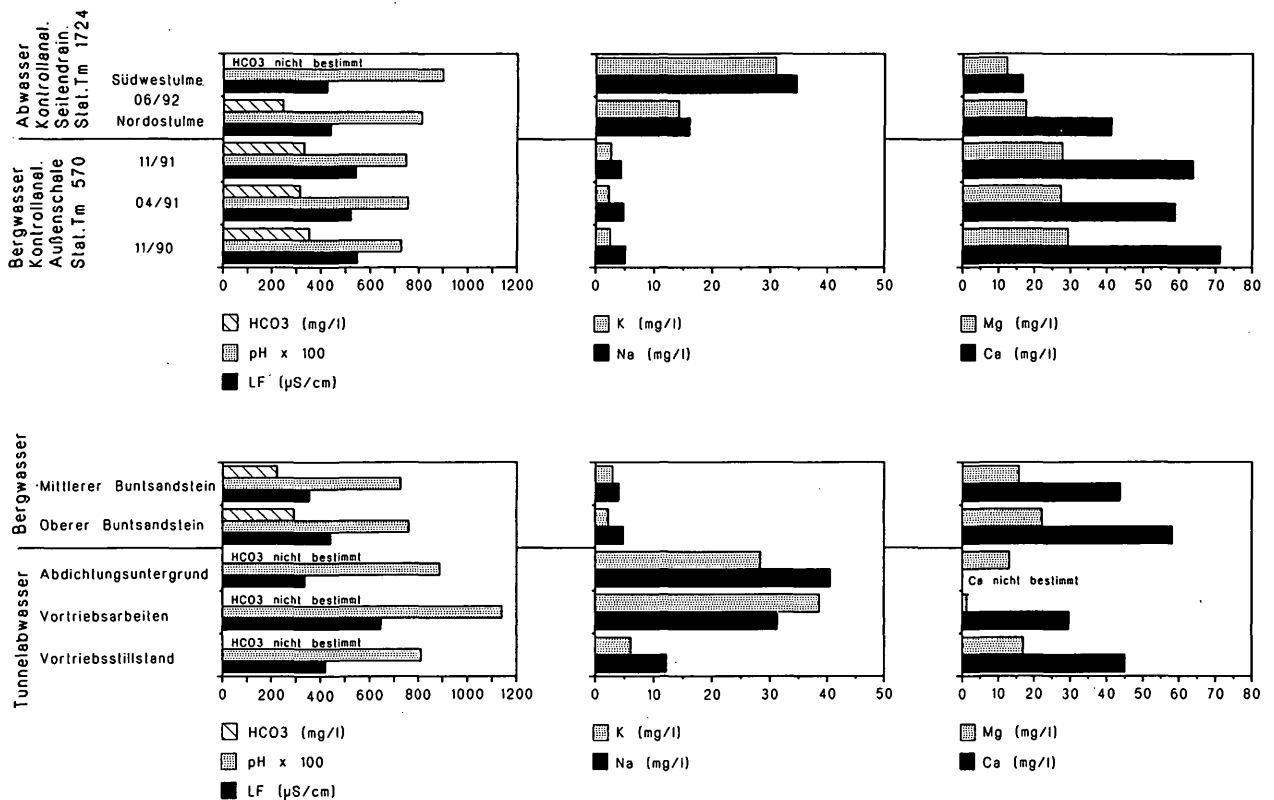 Abwasser
Kontrollanal.
Seitendrain.
Stat.Tm 1724
Südwestulme
06/92
Nordostulme
Bergwasser
Kontrollanal.
Außenschale
Stat.Tm 570
11/91
04/91
11/90
HCO3 nicht bestimmt
0 200 400 600 800 1000 1200
HCO3 (mg/l)
pH x 100
LF (µS/cm)
0 10 20 30 40 50
K (mg/l)
Na (mg/l)
0 10 20 30 40 50 60 70 80
Mg (mg/l)
Ca (mg/l)
Bergwasser
Mittlerer Buntsandstein
Oberer Buntsandstein
Tunnelabwasser
Abdichtungsuntergrund
Vortriebsarbeiten
Vortriebsstillstand
HCO3 nicht bestimmt
HCO3 nicht bestimmt
HCO3 nicht bestimmt
0 200 400 600 800 1000 1200
HCO3 (mg/l)
pH x 100
LF (µS/cm)
0 10 20 30 40 50
K (mg/l)
Na (mg/l)
Ca nicht bestimmt
0 10 20 30 40 50 60 70 80
Mg (mg/l)
Ca (mg/l)